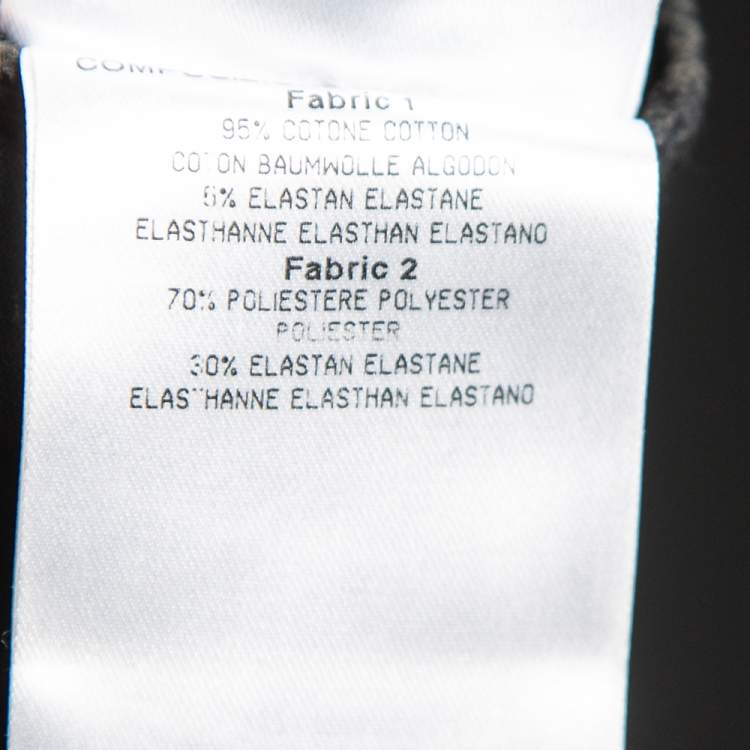 Fabric 1
95% COTONE COTTON
COTON BAUMWOLLE ALGODON
5% ELASTAN ELASTANE
ELASTHANNE ELASTHAN ELASTANO
Fabric 2
70% POLIESTERE POLYESTER
POLIESTER
30% ELASTAN ELASTANE
ELASTHANNE ELASTHAN ELASTANO